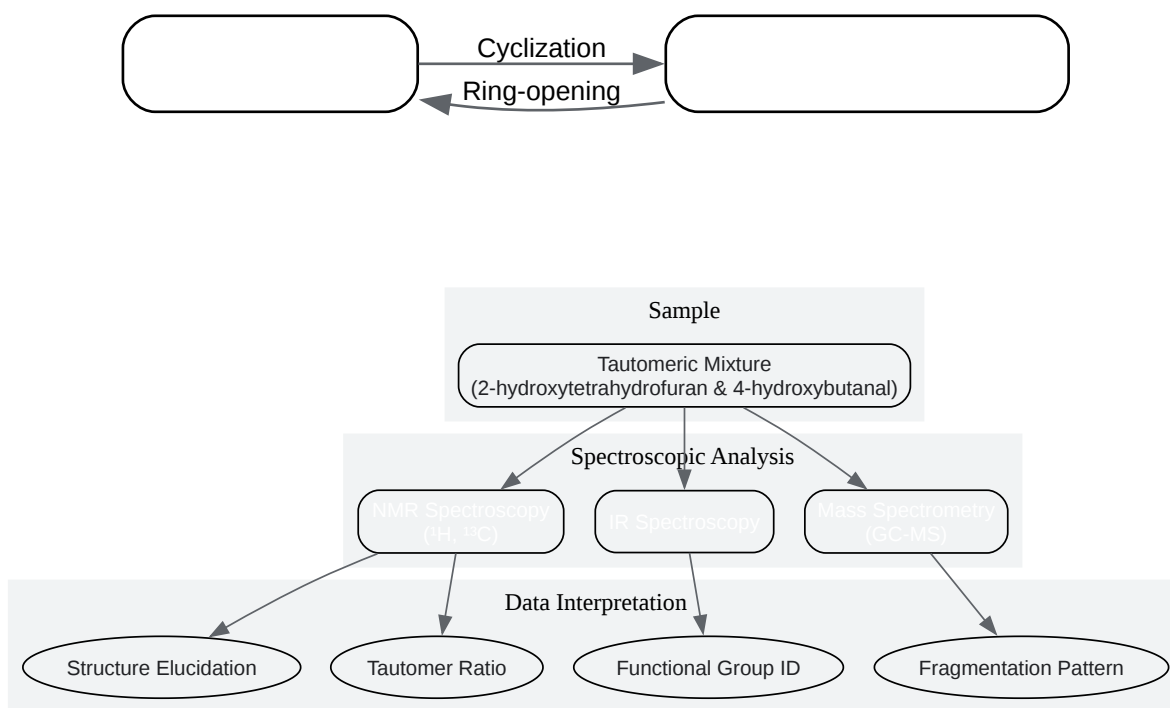 Cyclization
Ring-opening
Sample
Tautomeric Mixture
(2-hydroxytetrahydrofuran & 4-hydroxybutanal)
Spectroscopic Analysis
NMR Spectroscopy
(¹H, ¹³C)
IR Spectroscopy
Mass Spectrometry
(GC-MS)
Data Interpretation
Structure Elucidation
Tautomer Ratio
Functional Group ID
Fragmentation Pattern